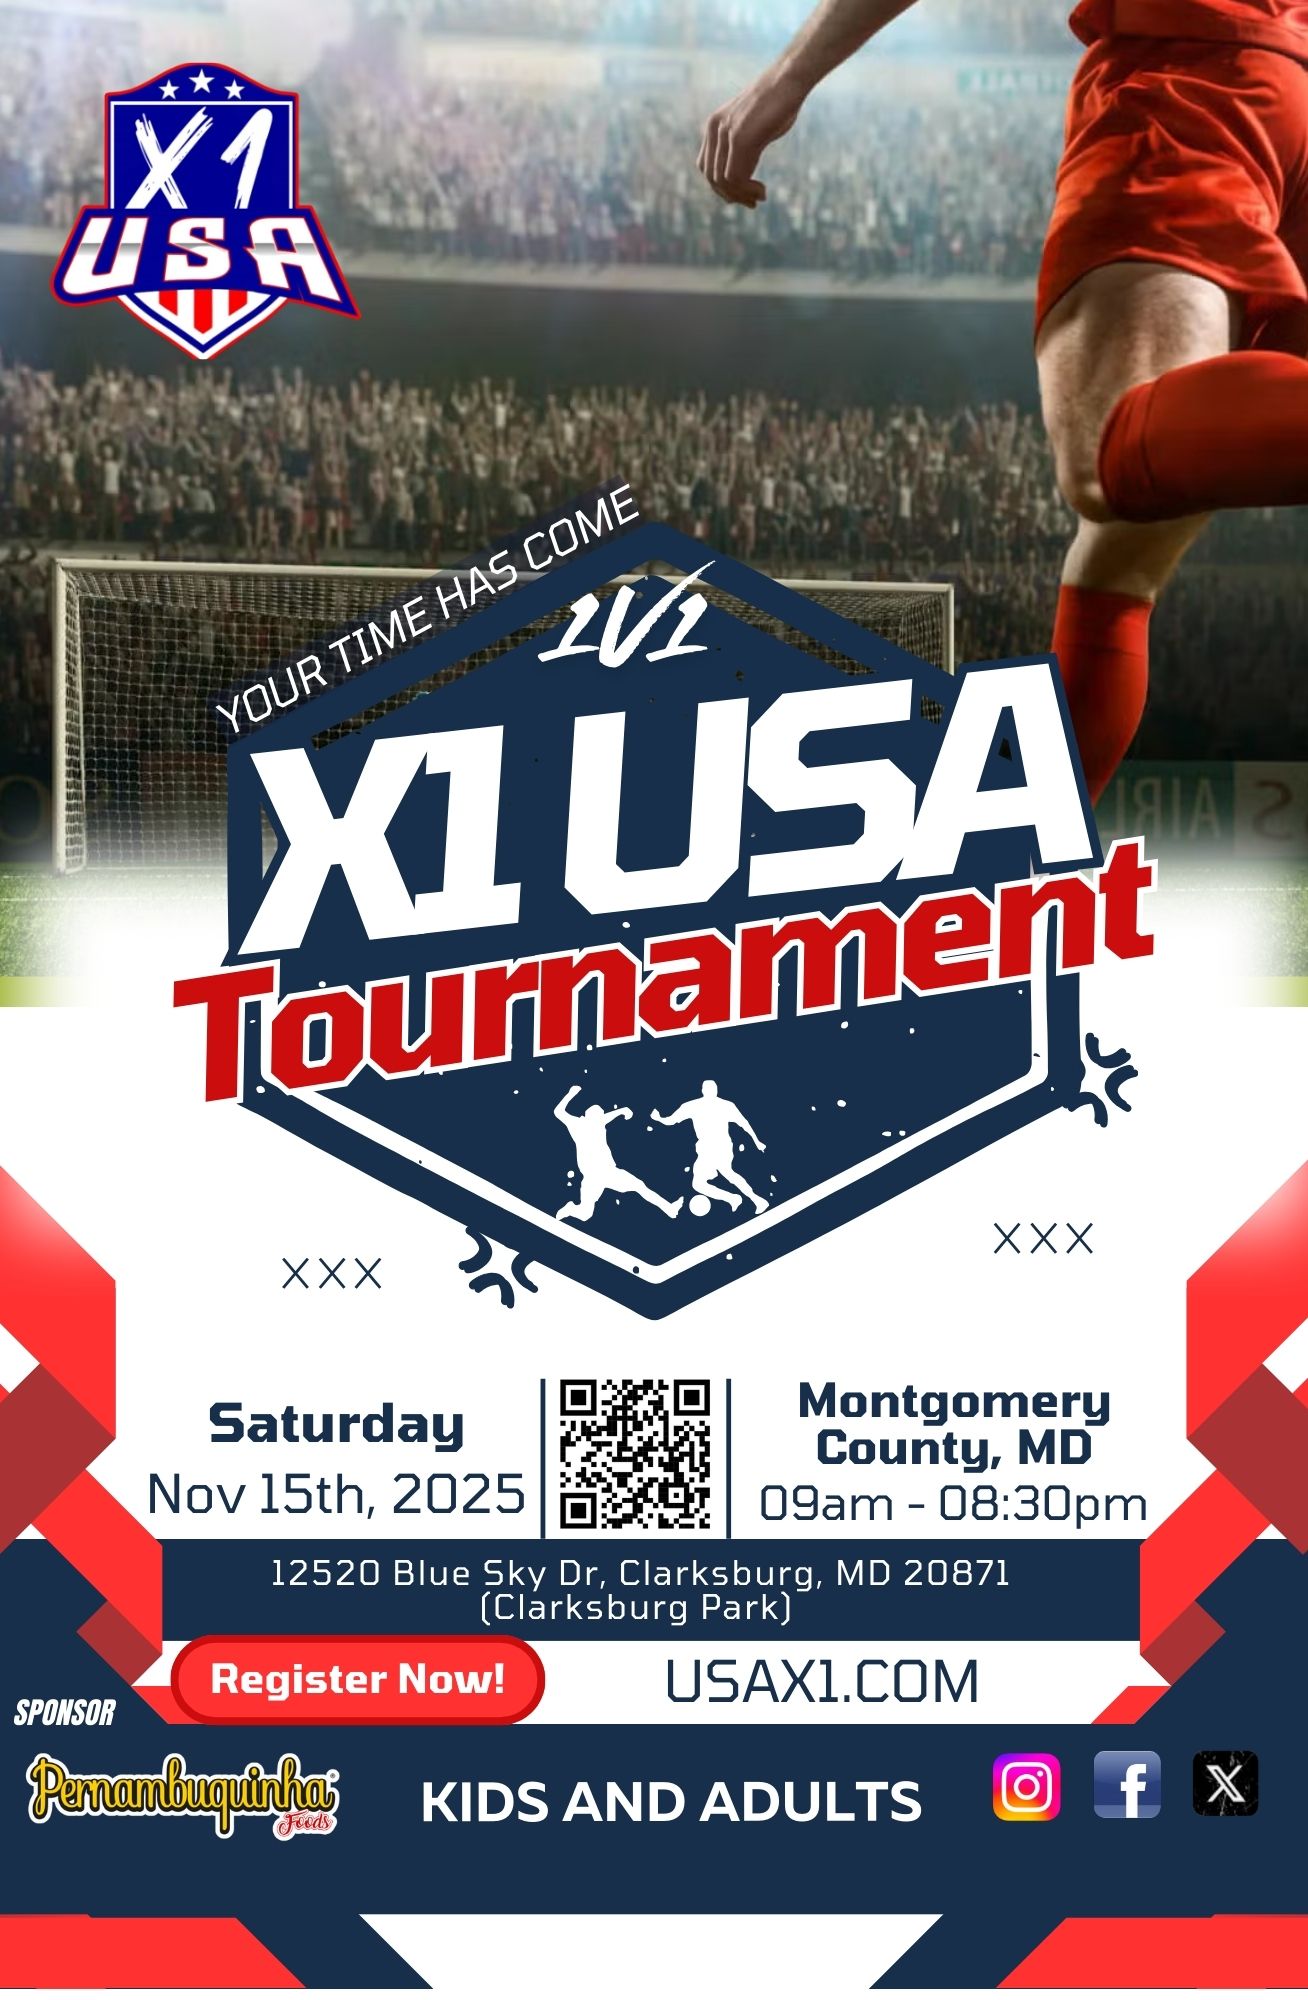 X1
USA
YOUR TIME HAS COME
1V1
X1 USA
Tournament
XXX
XXX
Saturday
Nov 15th, 2025
Montgomery
County, MD
09am - 08:30pm
12520 Blue Sky Dr, Clarksburg, MD 20871
(Clarksburg Park)
Register Now!
USAX1.COM
SPONSOR
Pernambuquinha®
Foods
KIDS AND ADULTS